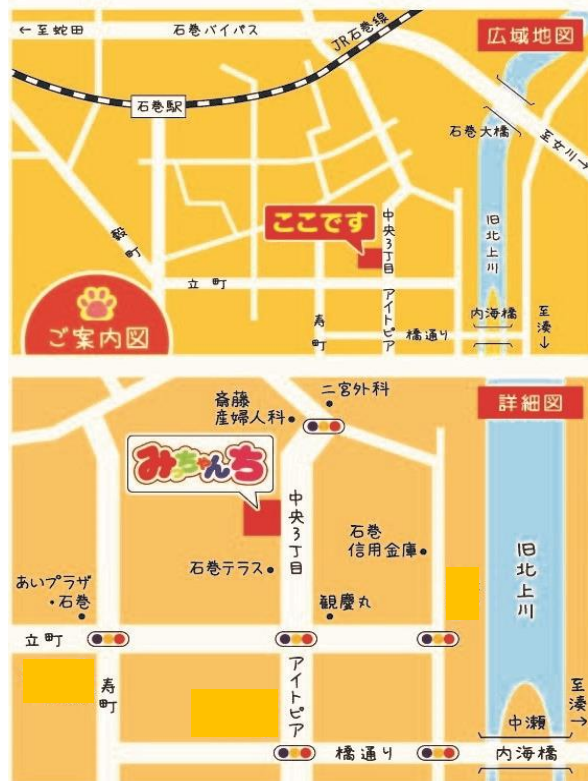 ←至蛇田
石巻バイパス
JR石巻線
広域地図
石巻駅
石巻大橋
至女川→
ここです
中央3丁目
旧北上川
穀町
立町
アイトピア
内海橋
至湊→
寿町
橋通り
ご案内図
二宮外科
斎藤
産婦人科
詳細図
みっちゃんち
中央3丁目
石巻
信用金庫
旧北上川
石巻テラス
あいプラザ
・石巻
観慶丸
立町
寿町
アイトピア
至湊→
中瀬
橋通り
内海橋